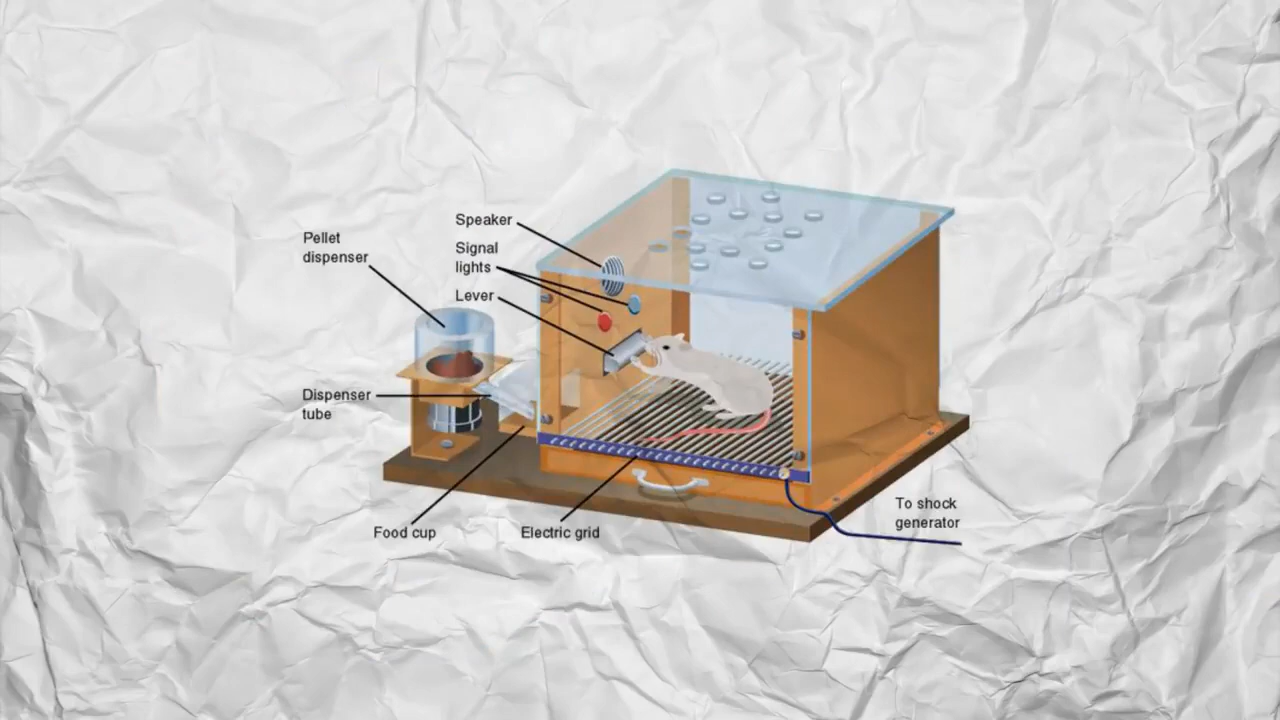 Speaker
Pellet
dispenser
Signal
lights
Lever
Dispenser
tube
Food cup
Electric grid
To shock
generator